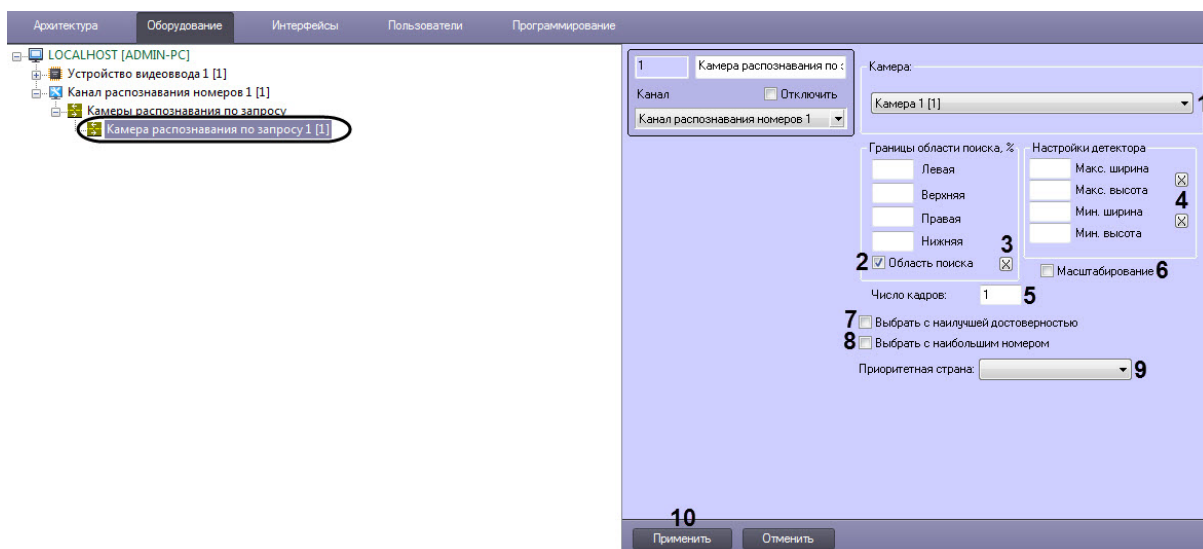 Архитектура Оборудование Интерфейсы Пользователи Программирование
LOCALHOST [ADMIN-PC]
Устройство видеоввода 1 [1]
Канал распознавания номеров 1 [1]
Камеры распознавания по запросу
Камера распознавания по запросу 1 [1]
1 Камера распознавания по
Канал Отключить
Канал распознавания номеров 1
Камера:
Камера 1 [1] 1
Границы области поиска, %
Левая
Верхняя
Правая
Нижняя 3
2 Область поиска
Настройки детектора
Макс. ширина
Макс. высота
4
Мин. ширина
Мин. высота
Масштабирование 6
Число кадров: 1 5
7 Выбрать с наилучшей достоверностью
8 Выбрать с наибольшим номером
Приоритетная страна: 9
10
Применить Отменить